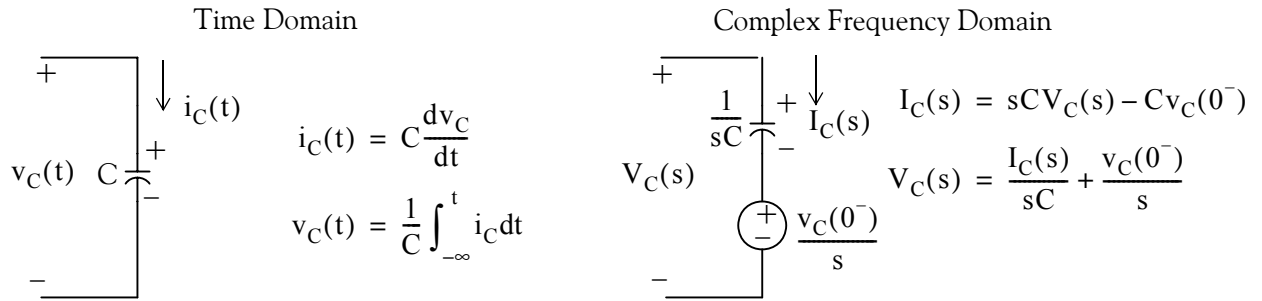 Time Domain
Complex Frequency Domain
+
i_C(t)
v_C(t)
C
+
−
−
i_C(t) = C dv_C/dt
v_C(t) = 1/C ∫_{−∞}^{t} i_C dt
+
1/sC
+
−
I_C(s)
V_C(s)
+
−
v_C(0⁻)/s
−
I_C(s) = sCV_C(s) − Cv_C(0⁻)
V_C(s) = I_C(s)/sC + v_C(0⁻)/s